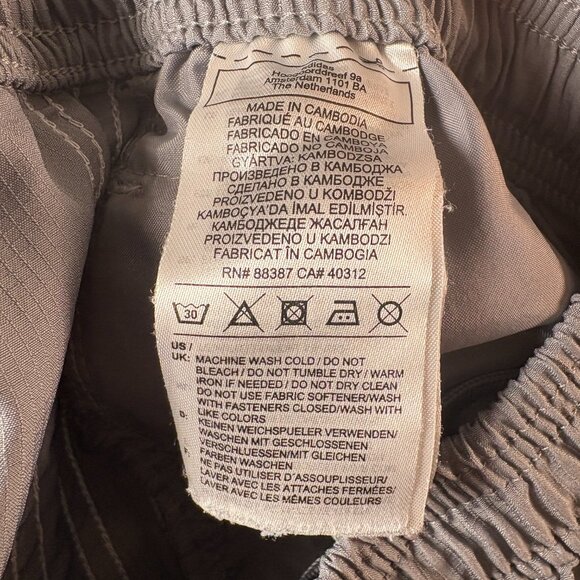 adidas
Hoogoorddreef 9a
Amsterdam 1101 BA
The Netherlands
MADE IN CAMBODIA
FABRIQUÉ AU CAMBODGE
FABRICADO EN CAMBOYA
FABRICADO NO CAMBOJA
GYÁRTVA: KAMBODZSA
ПРОИЗВЕДЕНО В КАМБОДЖА
СДЕЛАНО В КАМБОДЖЕ
PROIZVEDENO U KOMBODŽI
KAMBOÇYA'DA İMAL EDİLMİŞTİR.
КАМБОДЖЕДЕ ЖАСАЛҒАН
PROIZVEDENO U KAMBODZI
FABRICAT ÎN CAMBOGIA
RN# 88387 CA# 40312
30
US /
UK: MACHINE WASH COLD / DO NOT
BLEACH / DO NOT TUMBLE DRY / WARM
IRON IF NEEDED / DO NOT DRY CLEAN
DO NOT USE FABRIC SOFTENER/WASH
WITH FASTENERS CLOSED/WASH WITH
LIKE COLORS
D: KEINEN WEICHSPUELER VERWENDEN/
WASCHEN MIT GESCHLOSSENEN
VERSCHLUESSEN/MIT GLEICHEN
FARBEN WASCHEN
F: NE PAS UTILISER D'ASSOUPLISSEUR/
LAVER AVEC LES ATTACHES FERMÉES/
LAVER AVEC LES MÊMES COULEURS